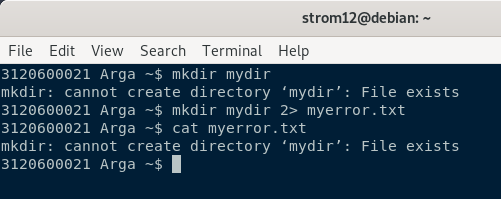 strom12@debian: ~
File Edit View Search Terminal Help
3120600021 Arga ~$ mkdir mydir
mkdir: cannot create directory ‘mydir’: File exists
3120600021 Arga ~$ mkdir mydir 2> myerror.txt
3120600021 Arga ~$ cat myerror.txt
mkdir: cannot create directory ‘mydir’: File exists
3120600021 Arga ~$